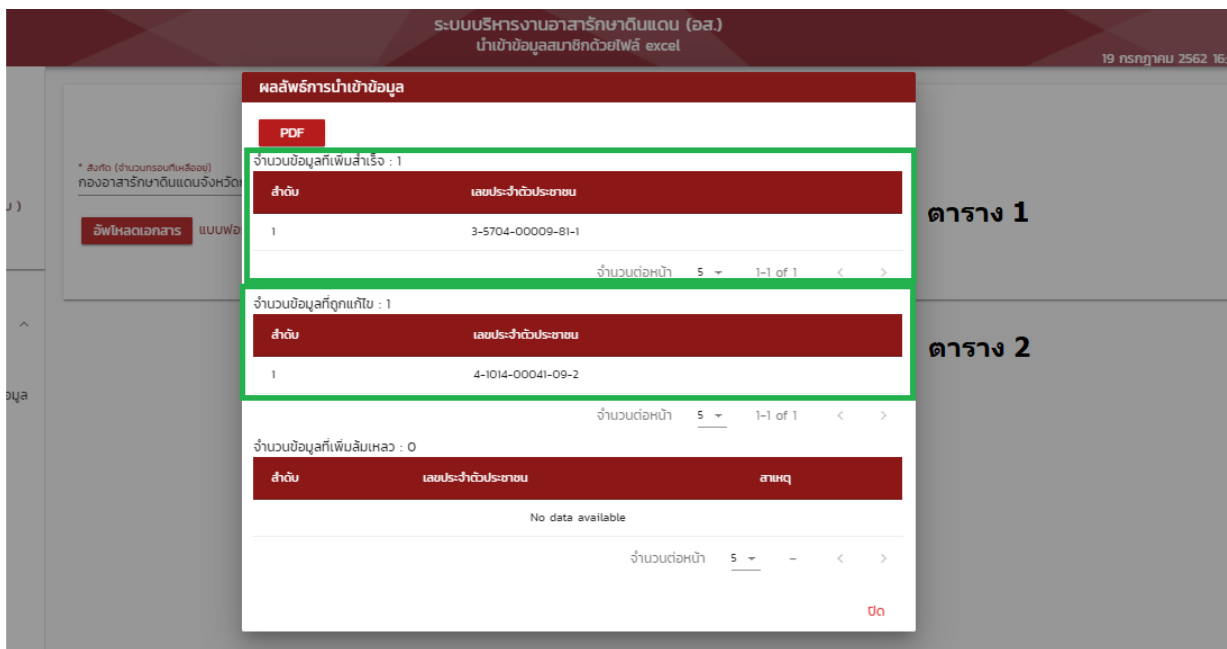 ระบบบริหารงานอาสารักษาดินแดน (อส.)
นำเข้าข้อมูลสมาชิกด้วยไฟล์ excel
19 กรกฎาคม 2562 16:
ผลลัพธ์การนำเข้าข้อมูล
PDF
จำนวนข้อมูลที่เพิ่มสำเร็จ : 1
* สังกัด (จำนวนกรอบที่เหลืออยู่)
กองอาสารักษาดินแดนจังหวัด
ลำดับ เลขประจำตัวประชาชน
ตาราง 1
อัพโหลดเอกสาร แบบฟอ
1 3-5704-00009-81-1
จำนวนต่อหน้า 5 1-1 of 1 < >
จำนวนข้อมูลที่ถูกแก้ไข : 1
ลำดับ เลขประจำตัวประชาชน
ตาราง 2
1 4-1014-00041-09-2
จำนวนต่อหน้า 5 1-1 of 1 < >
จำนวนข้อมูลที่เพิ่มล้มเหลว : 0
ลำดับ เลขประจำตัวประชาชน สาเหตุ
No data available
จำนวนต่อหน้า 5 – < >
ปิด